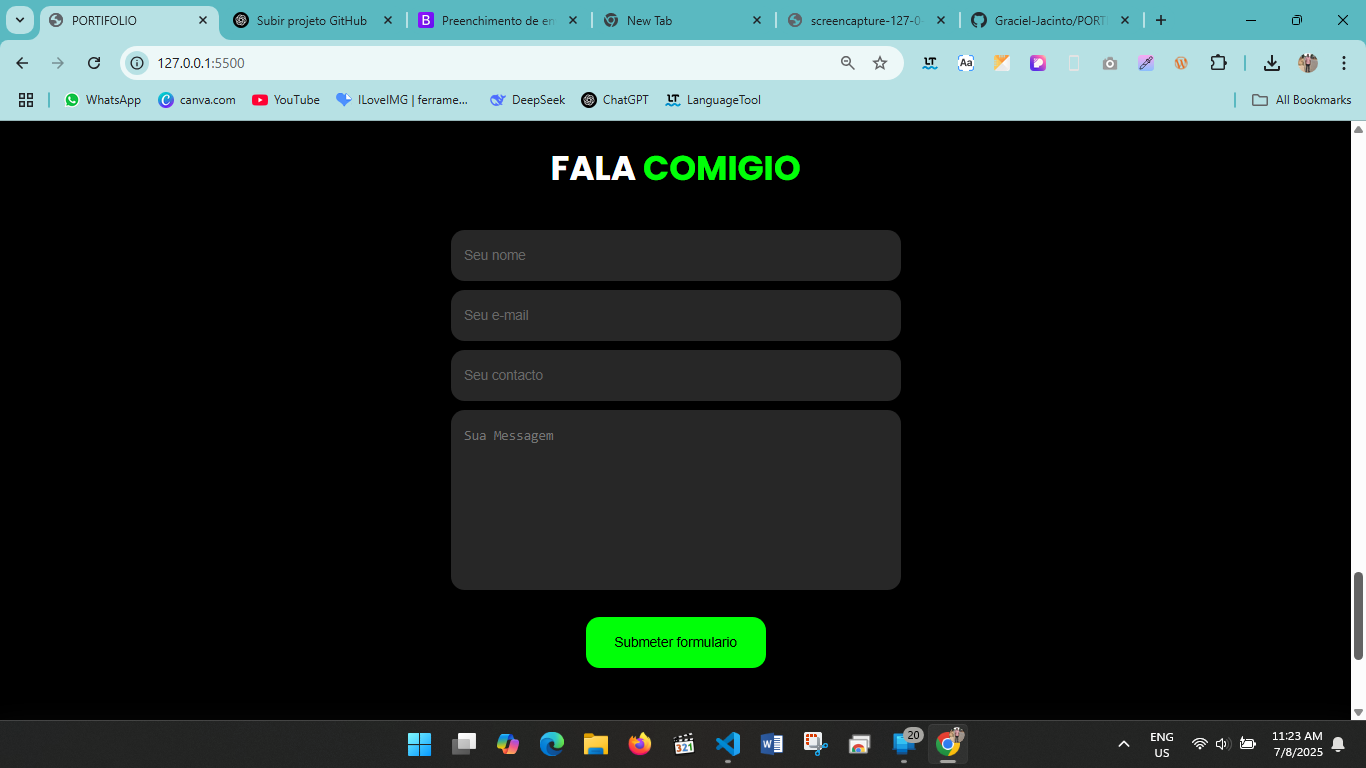 PORTIFOLIO
Subir projeto GitHub
Preenchimento de em
New Tab
screencapture-127-0
Graciel-Jacinto/PORT
127.0.0.1:5500
WhatsApp
canva.com
YouTube
ILoveIMG | ferrame...
DeepSeek
ChatGPT
LanguageTool
All Bookmarks
FALA COMIGIO
Seu nome
Seu e-mail
Seu contacto
Sua Messagem
Submeter formulario
20
ENG
US
11:23 AM
7/8/2025